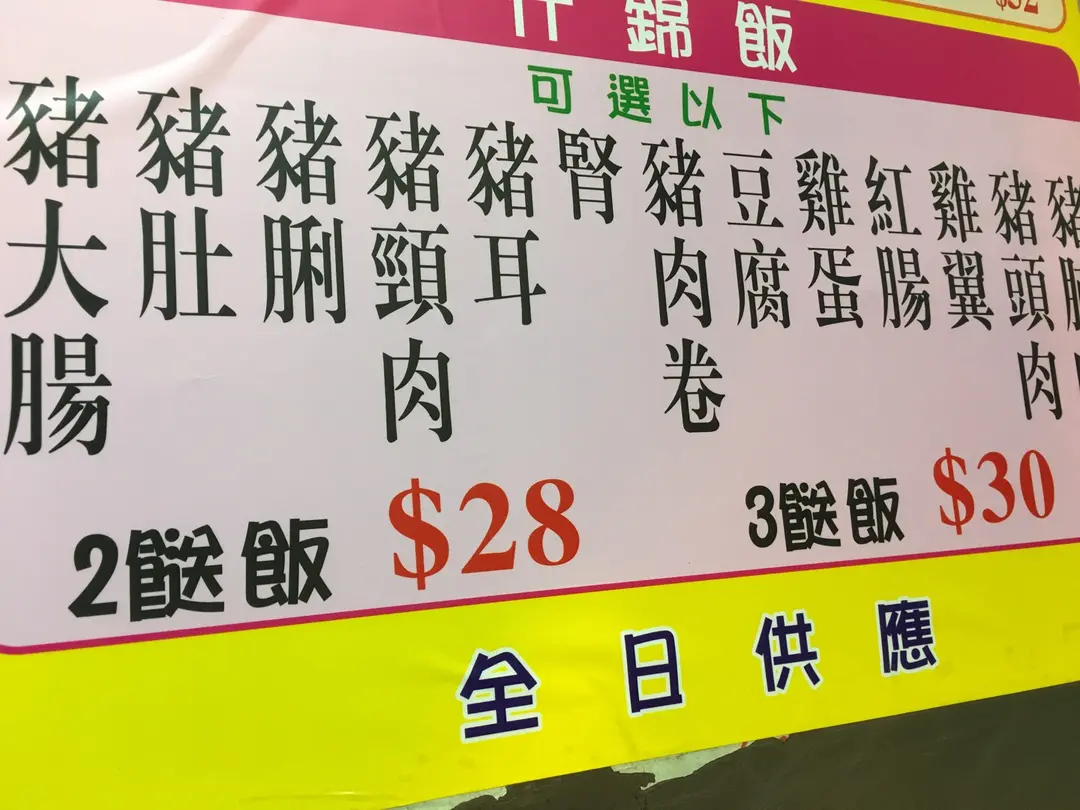 $32
什錦飯
可選以下
豬大腸
豬肚
豬脷
豬頸肉
豬耳
腎
豬肉卷
豆腐
雞蛋
紅腸
雞翼
豬頭肉
豬
2餸飯 $28
3餸飯 $30
全日供應